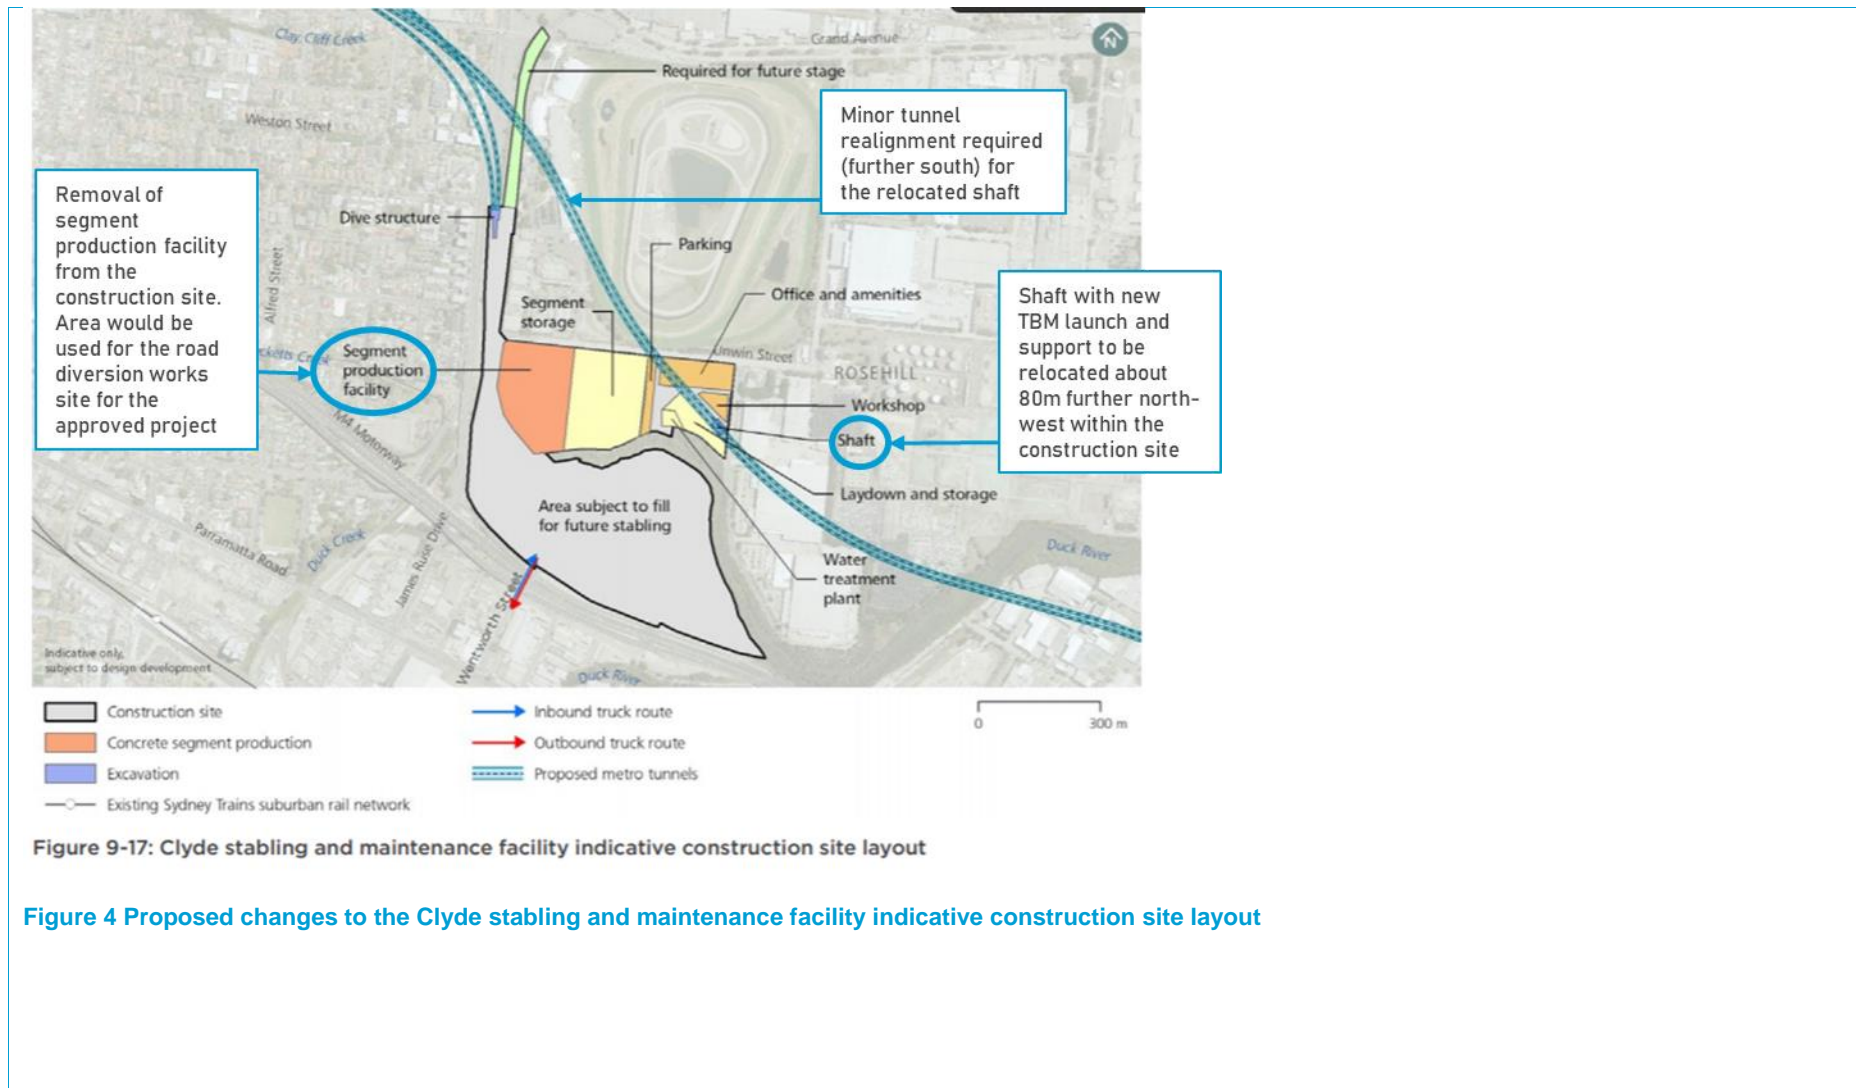 Clay Cliff Creek
Grand Avenue
N
Required for future stage
Weston Street
Minor tunnel
realignment required
(further south) for
the relocated shaft
Removal of
segment
production facility
from the
construction site.
Area would be
used for the road
diversion works
site for the
approved project
Dive structure
Parking
Alfred Street
Segment
storage
Office and amenities
Shaft with new
TBM launch and
support to be
relocated about
80m further north-
west within the
construction site
Segment
production
facility
Unwin Street
ROSEHILL
Workshop
Shaft
M4 Motorway
Laydown and storage
Area subject to fill
for future stabling
Parramatta Road
Duck Creek
James Ruse Drive
Duck River
Water
treatment
plant
Wentworth Street
Indicative only,
subject to design development
Duck River
Construction site
Inbound truck route
0
300 m
Concrete segment production
Outbound truck route
Excavation
Proposed metro tunnels
Existing Sydney Trains suburban rail network
Figure 9-17: Clyde stabling and maintenance facility indicative construction site layout
Figure 4 Proposed changes to the Clyde stabling and maintenance facility indicative construction site layout